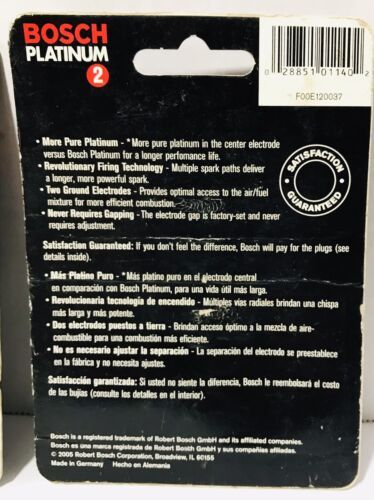 BOSCH
PLATINUM
2
0 28851 01140 2
F00E120037
SATISFACTION
GUARANTEED
• More Pure Platinum - *More pure platinum in the center electrode
versus Bosch Platinum for a longer perfomance life.
• Revolutionary Firing Technology - Multiple spark paths deliver
a longer, more powerful spark.
• Two Ground Electrodes - Provides optimal access to the air/fuel
mixture for more efficient combustion.
• Never Requires Gapping - The electrode gap is factory-set and never
requires adjustment.
Satisfaction Guaranteed: If you don't feel the difference, Bosch will pay for the plugs (see
details inside).
• Más Platino Puro - *Más platino puro en el electrodo central
en comparación con Bosch Platinum, para una vida útil más larga.
• Revolucionaria tecnología de encendido - Múltiples vías radiales brindan una chispa
más larga y más potente.
• Dos electrodos puestos a tierra - Brindan acceso óptimo a la mezcla de aire-
combustible para una combustión más eficiente.
• No es necesario ajustar la separación - La separación del electrodo se preestablece
en la fábrica y no necesita ajustes.
Satisfacción garantizada: Si usted no siente la diferencia, Bosch le reembolsará el costo
de las bujías (consulte los detalles en el interior).
Bosch is a registered trademark of Robert Bosch GmbH and its affiliated companies.
Bosch es una marca registrada de Robert Bosch GmbH y sus compañías afiliadas.
© 2005 Robert Bosch Corporation, Broadview, IL 60155
Made in Germany Hecho en Alemania